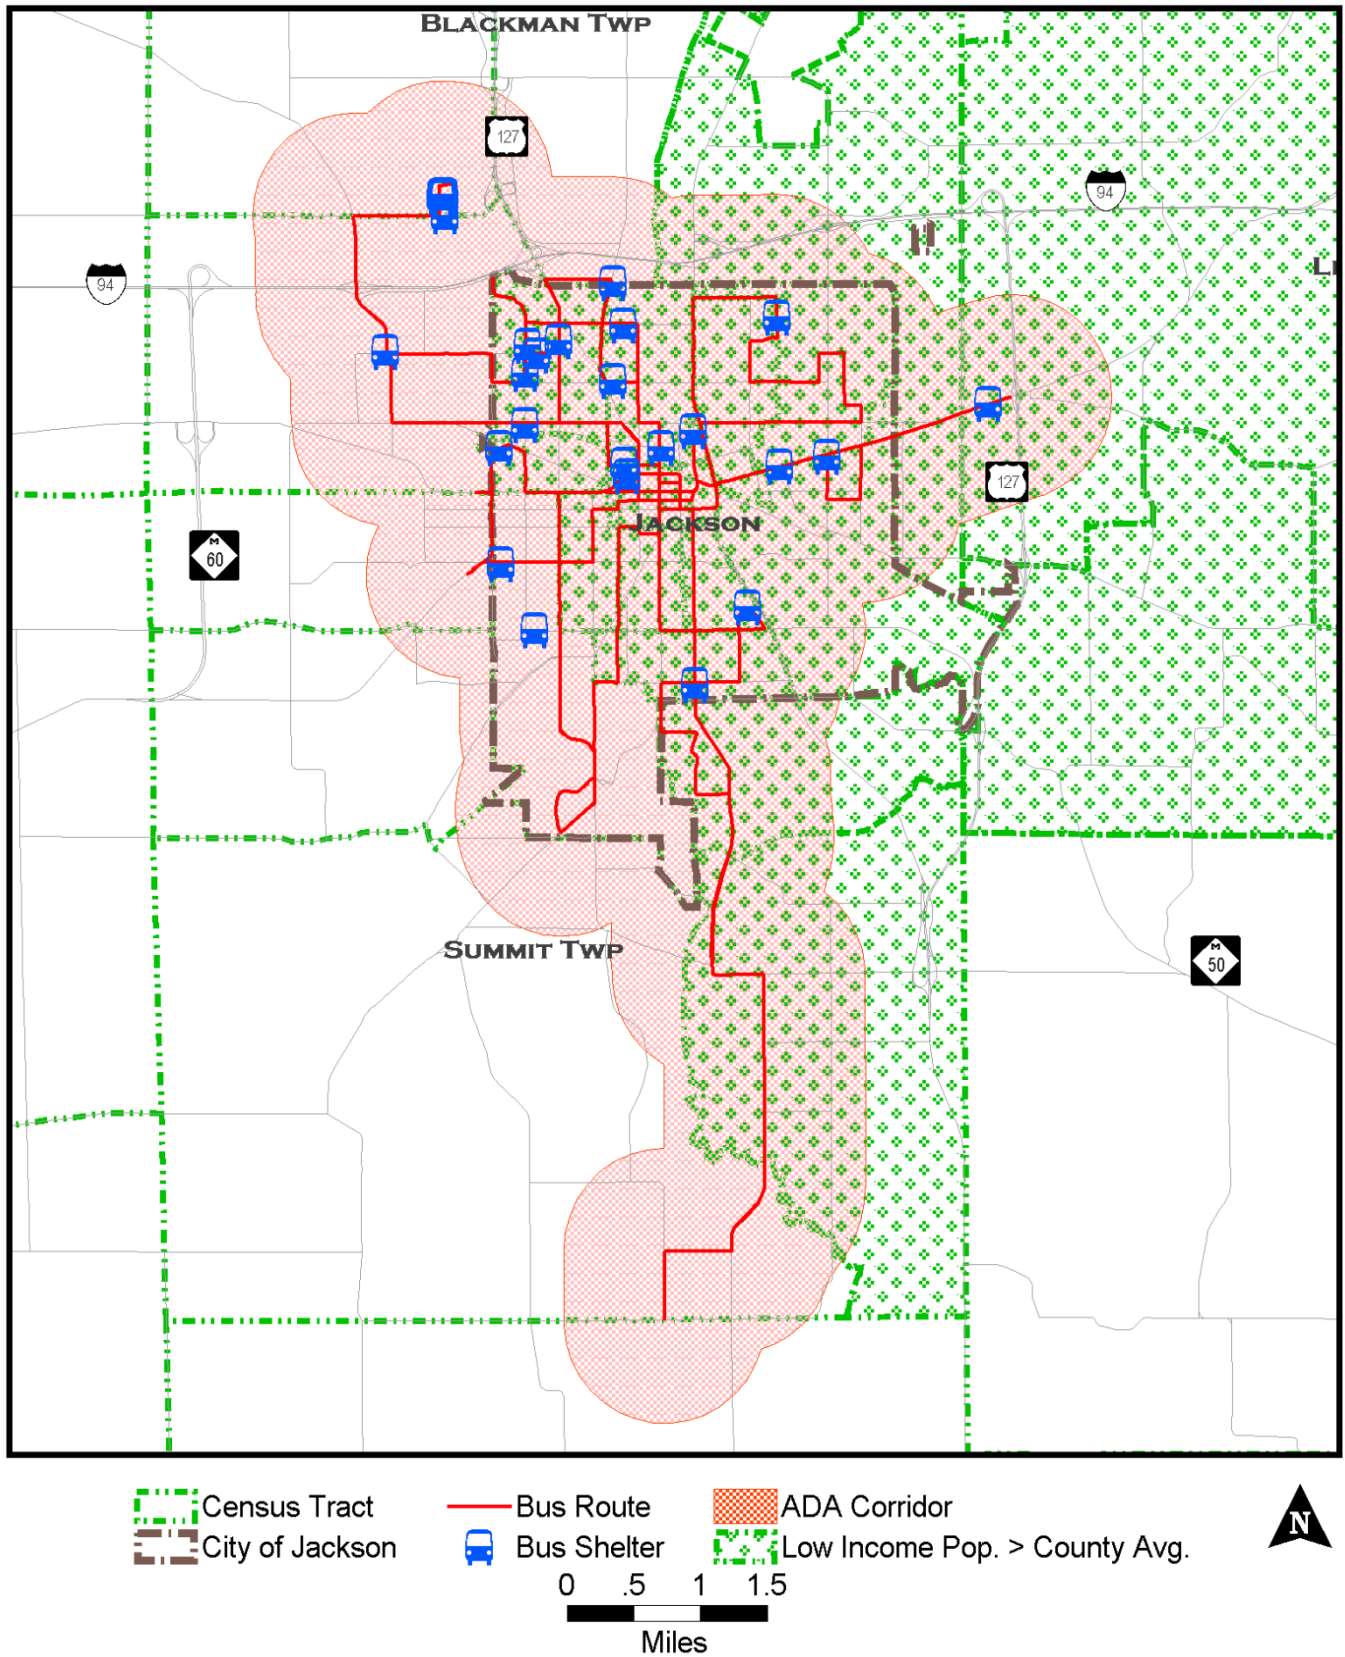 BLACKMAN TWP
127
94
94
LE
127
JACKSON
M
60
SUMMIT TWP
M
50
Census Tract
Bus Route
ADA Corridor
City of Jackson
Bus Shelter
Low Income Pop. > County Avg.
N
0 .5 1 1.5
Miles